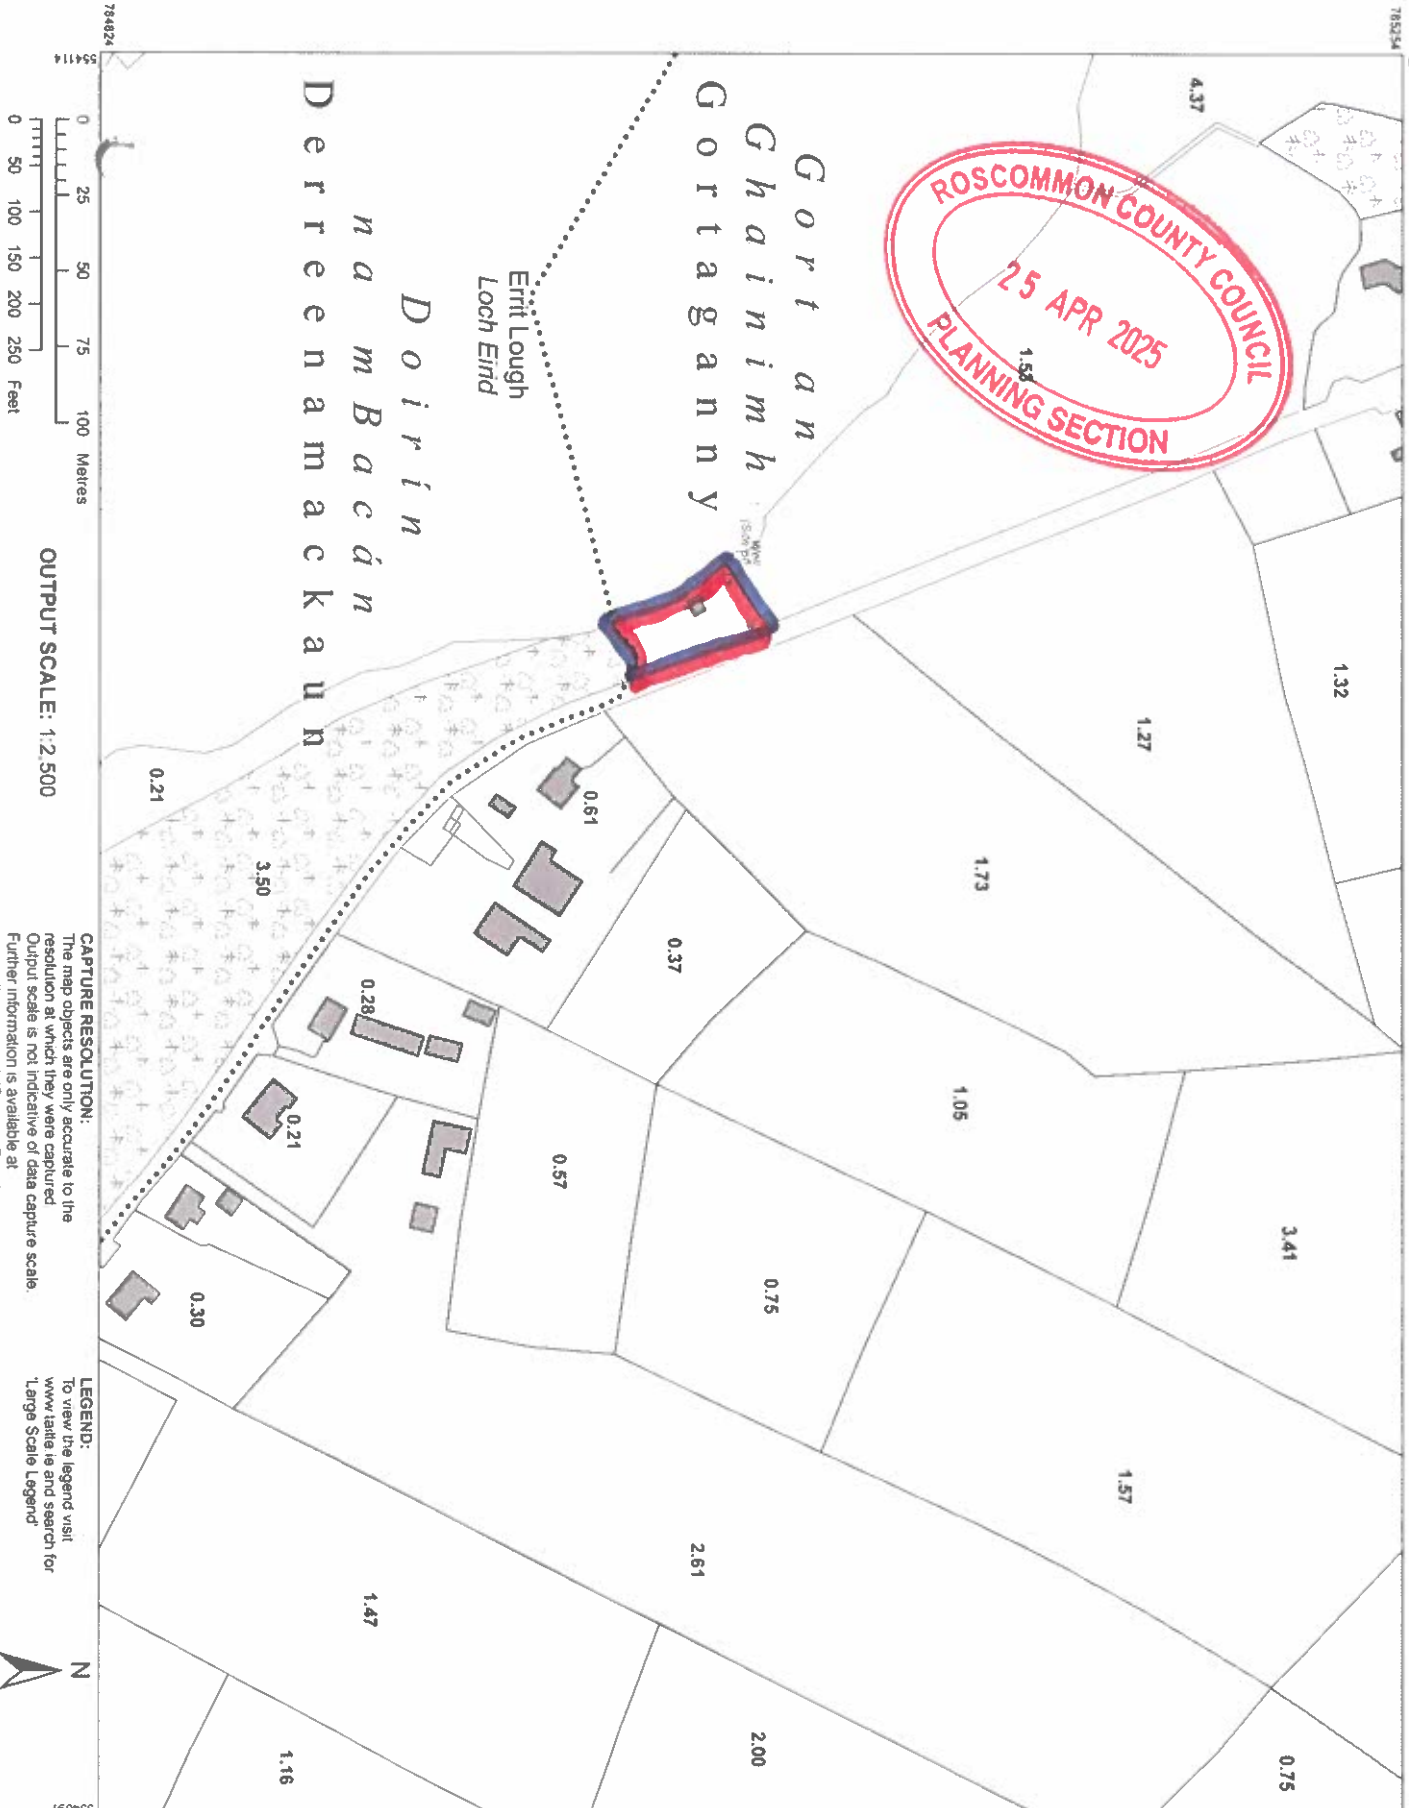 785254
784824
554114
4.37
ROSCOMMON COUNTY COUNCIL
25 APR 2025
PLANNING SECTION
1.58
1.32
1.27
1.73
Gort an
Ghainimh
Gortaganny
Errit Lough
Loch Eirid
Doirín
na mBacán
Derreenamackaun
0.61
0.37
1.05
3.41
0.21
3.50
0.28
0.21
0.57
0.75
0.30
1.57
2.61
1.47
2.00
1.16
0.75
0 25 50 75 100 Metres
0 50 100 150 200 250 Feet
OUTPUT SCALE: 1:2,500
CAPTURE RESOLUTION:
The map objects are only accurate to the
resolution at which they were captured
Output scale is not indicative of data capture scale.
Further information is available at
LEGEND:
To view the legend visit
www.tailte.ie and search for
'Large Scale Legend'
N